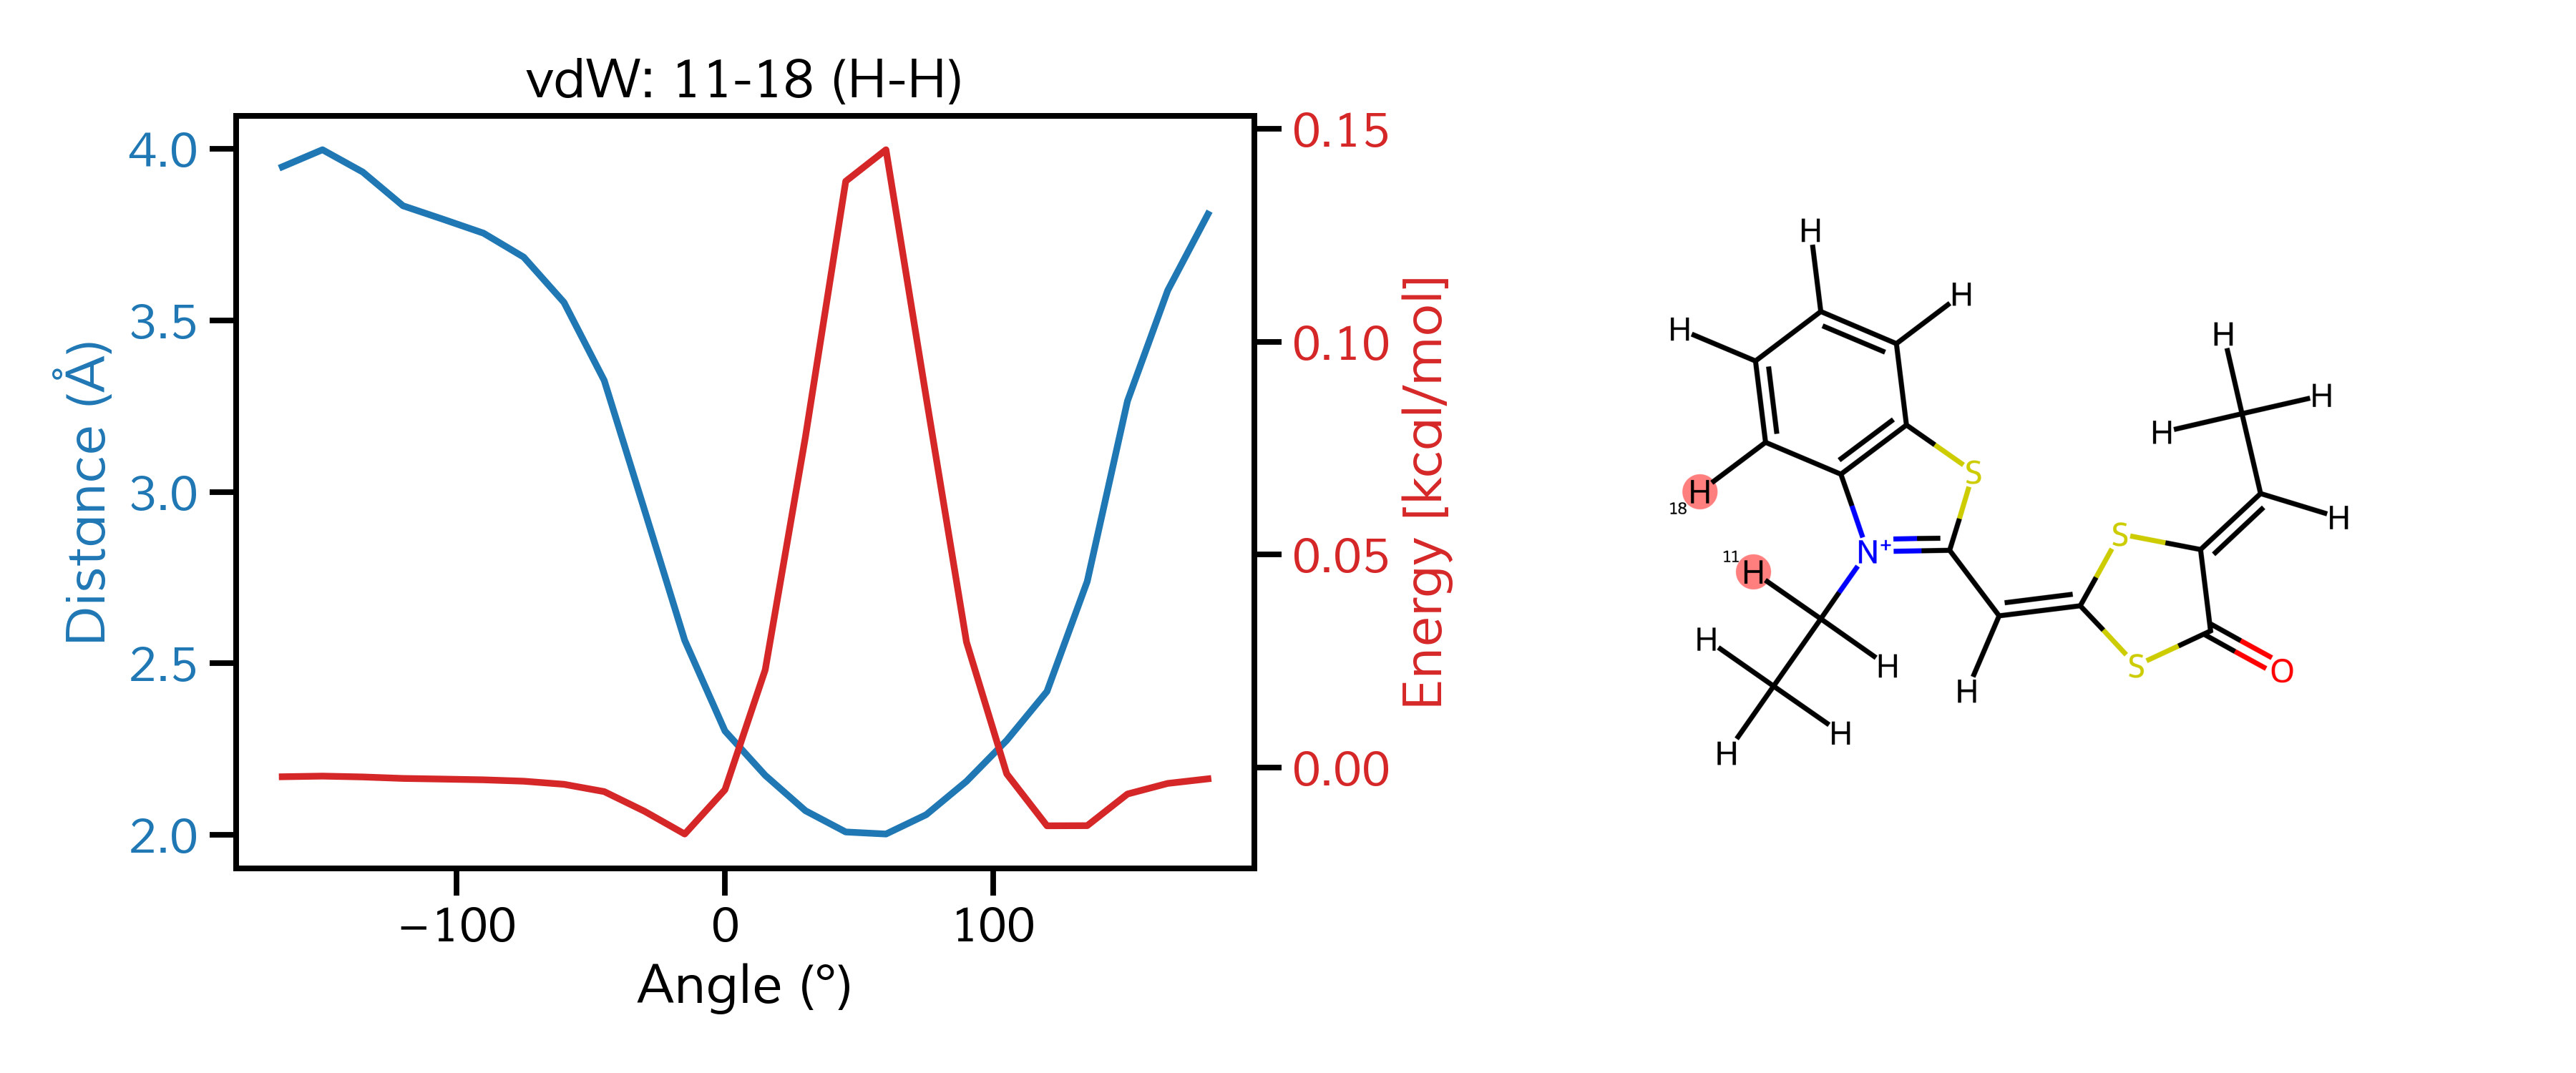 vdW: 11-18 (H-H)
Distance (Å)
4.0
3.5
3.0
2.5
2.0
0.15
0.10
0.05
0.00
Energy [kcal/mol]
−100 0 100
Angle (°)
H
H
H
H
H
H
H
S
H
18
S
H
N+
11
H
H
H
S
O
H
H
H
H